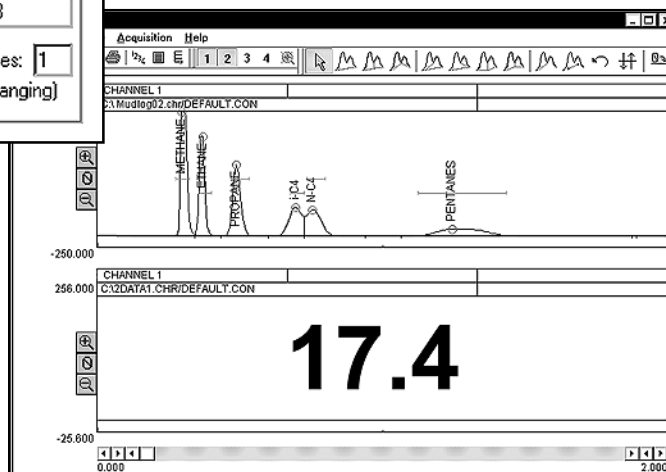 3
es: 1
anging)
Acquisition Help
1 2 3 4
CHANNEL 1
C:\ Mudlog02.chr/DEFAULT.CON
METHANE
ETHANE
PROPANE
i-C4
N-C4
PENTANES
-250.000
CHANNEL 1
256.000 C:\2DATA1.CHR/DEFAULT.CON
17.4
-25.600
0.000 2.000